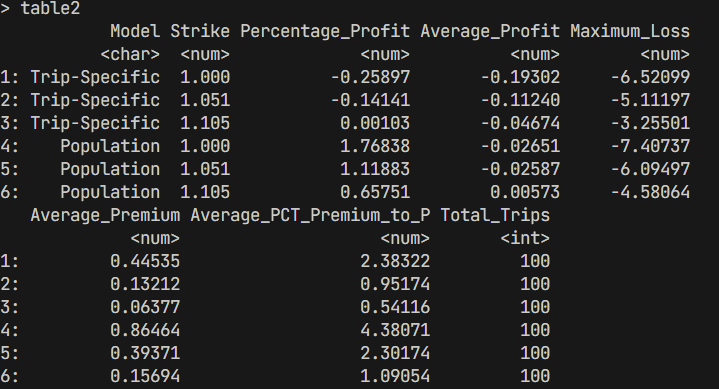 > table2
Model Strike Percentage_Profit Average_Profit Maximum_Loss
<char> <num> <num> <num> <num>
1: Trip-Specific 1.000 -0.25897 -0.19302 -6.52099
2: Trip-Specific 1.051 -0.14141 -0.11240 -5.11197
3: Trip-Specific 1.105 0.00103 -0.04674 -3.25501
4: Population 1.000 1.76838 -0.02651 -7.40737
5: Population 1.051 1.11883 -0.02587 -6.09497
6: Population 1.105 0.65751 0.00573 -4.58064
Average_Premium Average_PCT_Premium_to_P Total_Trips
<num> <num> <int>
1: 0.44535 2.38322 100
2: 0.13212 0.95174 100
3: 0.06377 0.54116 100
4: 0.86464 4.38071 100
5: 0.39371 2.30174 100
6: 0.15694 1.09054 100